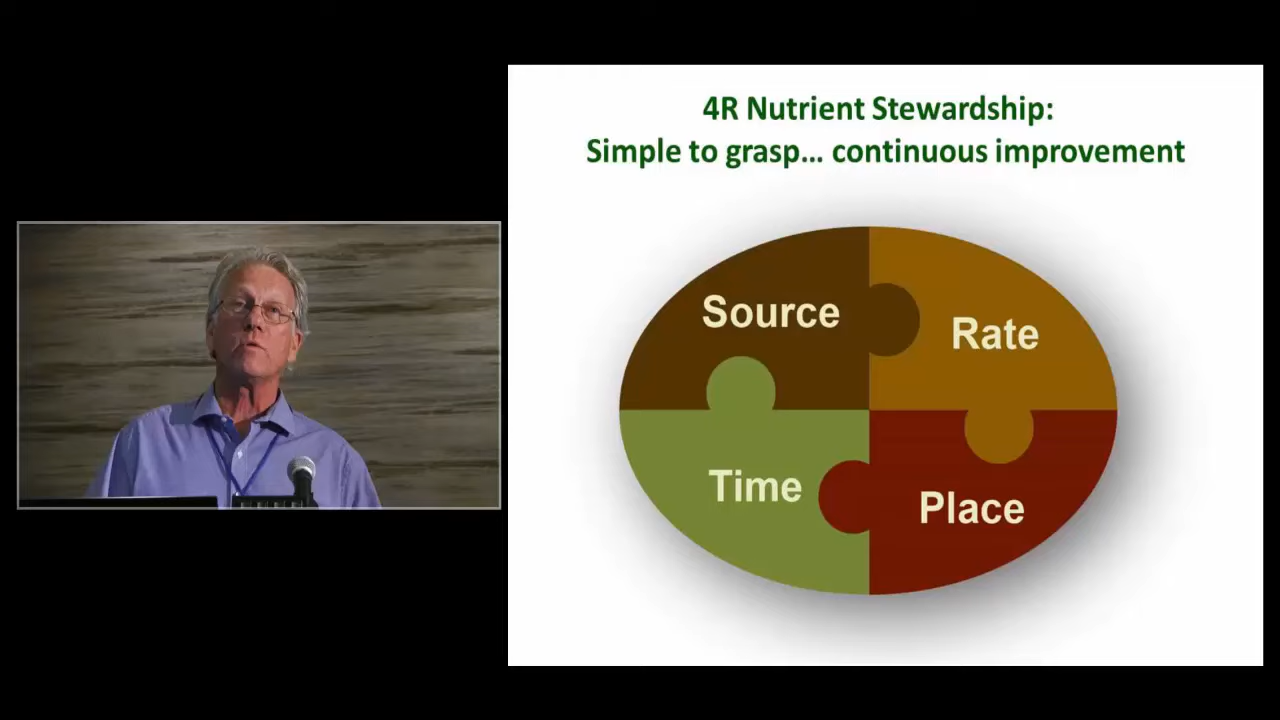 4R Nutrient Stewardship:
Simple to grasp... continuous improvement
Source
Rate
Time
Place